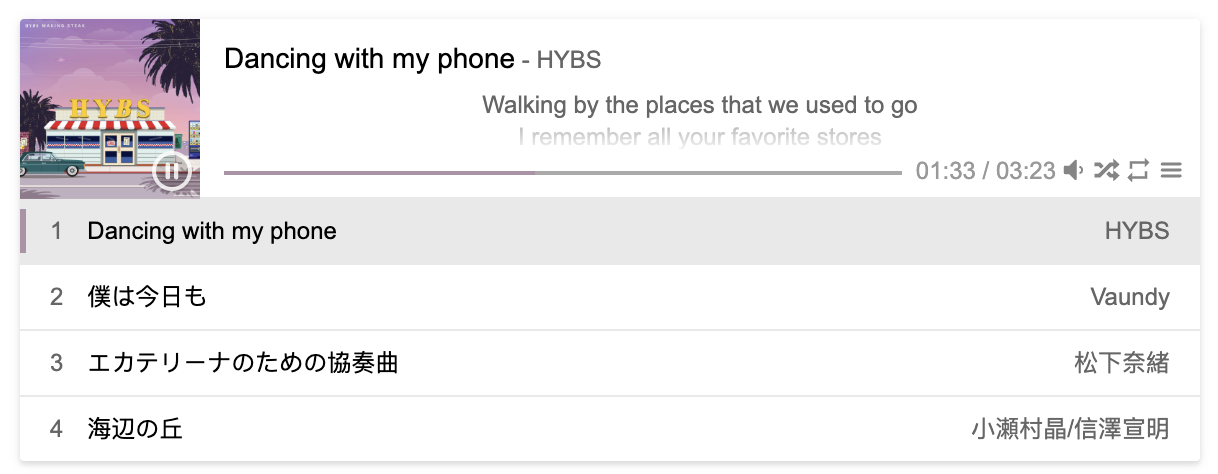 HYBS MAKING STEAK
HYBS
Dancing with my phone - HYBS
Walking by the places that we used to go
I remember all your favorite stores
01:33 / 03:23
1 Dancing with my phone HYBS
2 僕は今日も Vaundy
3 エカテリーナのための協奏曲 松下奈緒
4 海辺の丘 小瀬村晶/信澤宣明